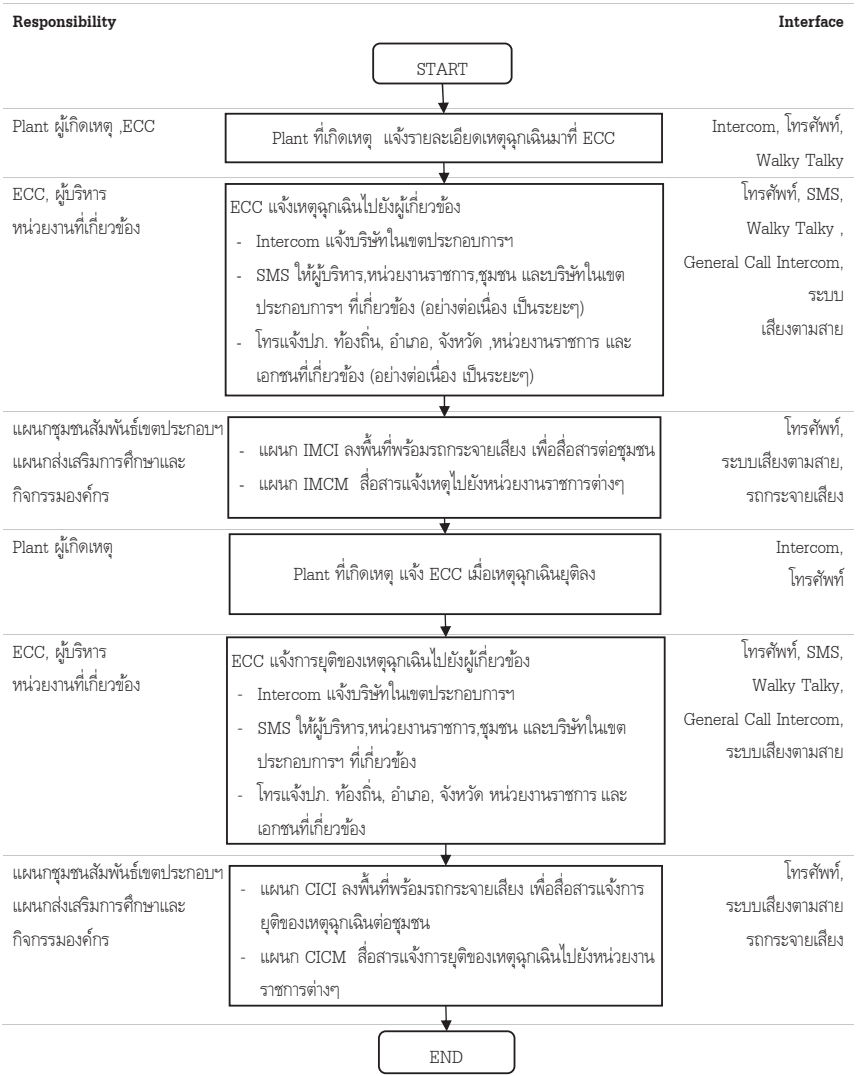 Responsibility
Interface
START
Plant ผู้เกิดเหตุ ,ECC
Plant ที่เกิดเหตุ แจ้งรายละเอียดเหตุฉุกเฉินมาที่ ECC
Intercom, โทรศัพท์,
Walky Talky
ECC, ผู้บริหาร
หน่วยงานที่เกี่ยวข้อง
ECC แจ้งเหตุฉุกเฉินไปยังผู้เกี่ยวข้อง
- Intercom แจ้งบริษัทในเขตประกอบการฯ
- SMS ให้ผู้บริหาร,หน่วยงานราชการ,ชุมชน และบริษัทในเขต
ประกอบการฯ ที่เกี่ยวข้อง (อย่างต่อเนื่อง เป็นระยะๆ)
- โทรแจ้งปภ. ท้องถิ่น, อำเภอ, จังหวัด ,หน่วยงานราชการ และ
เอกชนที่เกี่ยวข้อง (อย่างต่อเนื่อง เป็นระยะๆ)
โทรศัพท์, SMS,
Walky Talky ,
General Call Intercom,
ระบบ
เสียงตามสาย
แผนกชุมชนสัมพันธ์เขตประกอบฯ
แผนกส่งเสริมการศึกษาและ
กิจกรรมองค์กร
- แผนก IMCI ลงพื้นที่พร้อมรถกระจายเสียง เพื่อสื่อสารต่อชุมชน
- แผนก IMCM สื่อสารแจ้งเหตุไปยังหน่วยงานราชการต่างๆ
โทรศัพท์,
ระบบเสียงตามสาย,
รถกระจายเสียง
Plant ผู้เกิดเหตุ
Plant ที่เกิดเหตุ แจ้ง ECC เมื่อเหตุฉุกเฉินยุติลง
Intercom,
โทรศัพท์
ECC, ผู้บริหาร
หน่วยงานที่เกี่ยวข้อง
ECC แจ้งการยุติของเหตุฉุกเฉินไปยังผู้เกี่ยวข้อง
- Intercom แจ้งบริษัทในเขตประกอบการฯ
- SMS ให้ผู้บริหาร,หน่วยงานราชการ,ชุมชน และบริษัทในเขต
ประกอบการฯ ที่เกี่ยวข้อง
- โทรแจ้งปภ. ท้องถิ่น, อำเภอ, จังหวัด หน่วยงานราชการ และ
เอกชนที่เกี่ยวข้อง
โทรศัพท์, SMS,
Walky Talky,
General Call Intercom,
ระบบเสียงตามสาย
แผนกชุมชนสัมพันธ์เขตประกอบฯ
แผนกส่งเสริมการศึกษาและ
กิจกรรมองค์กร
- แผนก CICI ลงพื้นที่พร้อมรถกระจายเสียง เพื่อสื่อสารแจ้งการ
ยุติของเหตุฉุกเฉินต่อชุมชน
- แผนก CICM สื่อสารแจ้งการยุติของเหตุฉุกเฉินไปยังหน่วยงาน
ราชการต่างๆ
โทรศัพท์,
ระบบเสียงตามสาย
รถกระจายเสียง
END